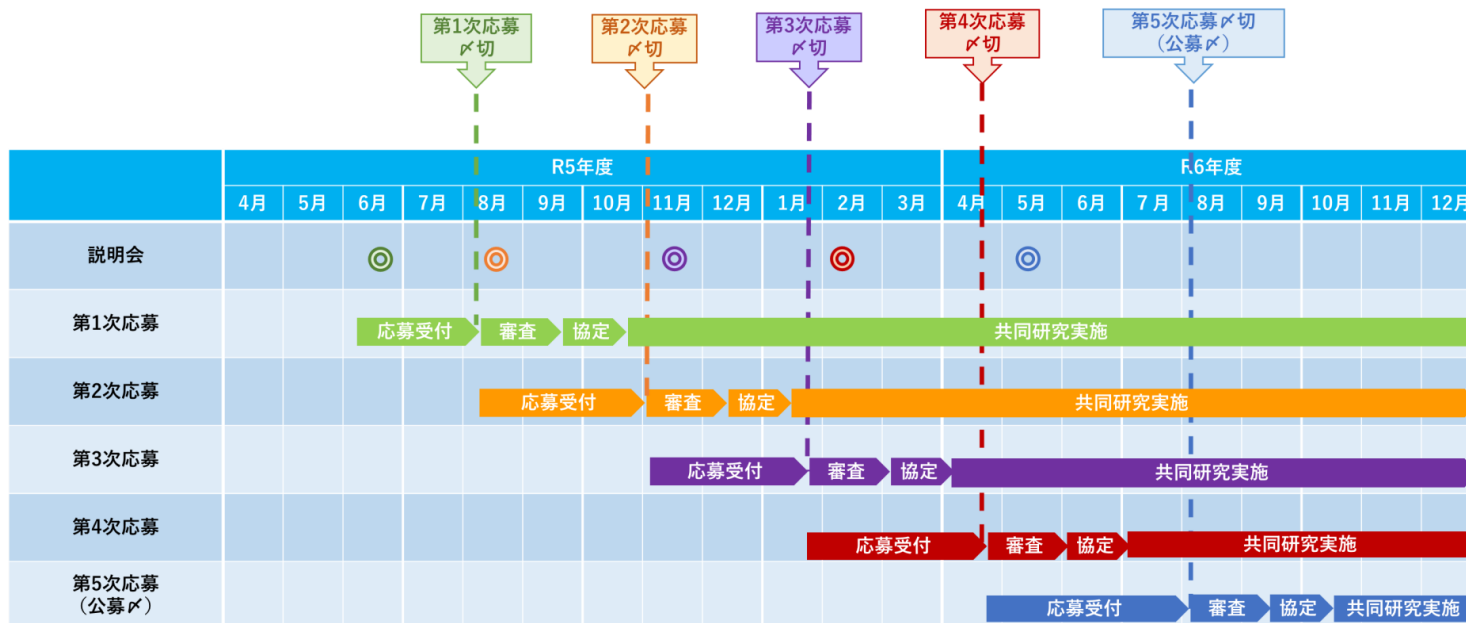 第1次応募
〆切
第2次応募
〆切
第3次応募
〆切
第4次応募
〆切
第5次応募〆切
（公募〆）
R5年度 R6年度
4月 5月 6月 7月 8月 9月 10月 11月 12月 1月 2月 3月 4月 5月 6月 7月 8月 9月 10月 11月 12月
説明会
第1次応募 応募受付 審査 協定 共同研究実施
第2次応募 応募受付 審査 協定 共同研究実施
第3次応募 応募受付 審査 協定 共同研究実施
第4次応募 応募受付 審査 協定 共同研究実施
第5次応募
（公募〆） 応募受付 審査 協定 共同研究実施